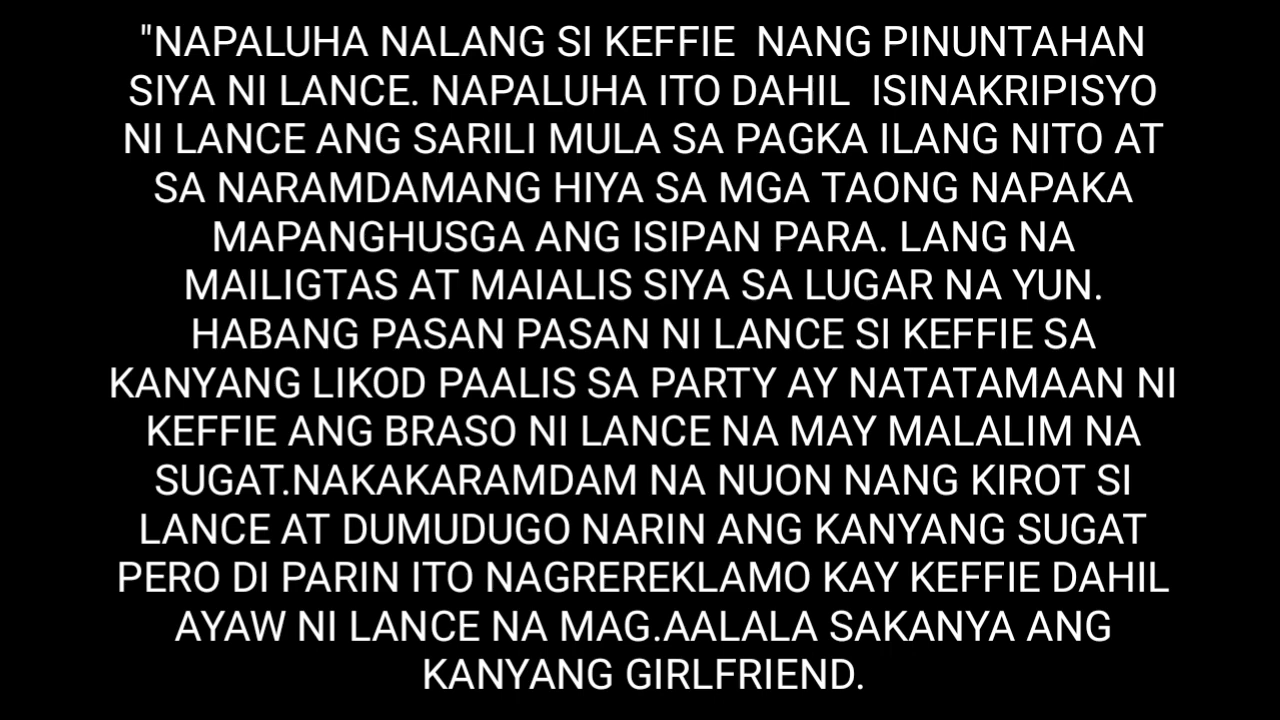 "NAPALUHA NALANG SI KEFFIE  NANG PINUNTAHAN
SIYA NI LANCE. NAPALUHA ITO DAHIL  ISINAKRIPISYO
NI LANCE ANG SARILI MULA SA PAGKA ILANG NITO AT
SA NARAMDAMANG HIYA SA MGA TAONG NAPAKA
MAPANGHUSGA ANG ISIPAN PARA. LANG NA
MAILIGTAS AT MAIALIS SIYA SA LUGAR NA YUN.
HABANG PASAN PASAN NI LANCE SI KEFFIE SA
KANYANG LIKOD PAALIS SA PARTY AY NATATAMAAN NI
KEFFIE ANG BRASO NI LANCE NA MAY MALALIM NA
SUGAT.NAKAKARAMDAM NA NUON NANG KIROT SI
LANCE AT DUMUDUGO NARIN ANG KANYANG SUGAT
PERO DI PARIN ITO NAGREREKLAMO KAY KEFFIE DAHIL
AYAW NI LANCE NA MAG.AALALA SAKANYA ANG
KANYANG GIRLFRIEND.